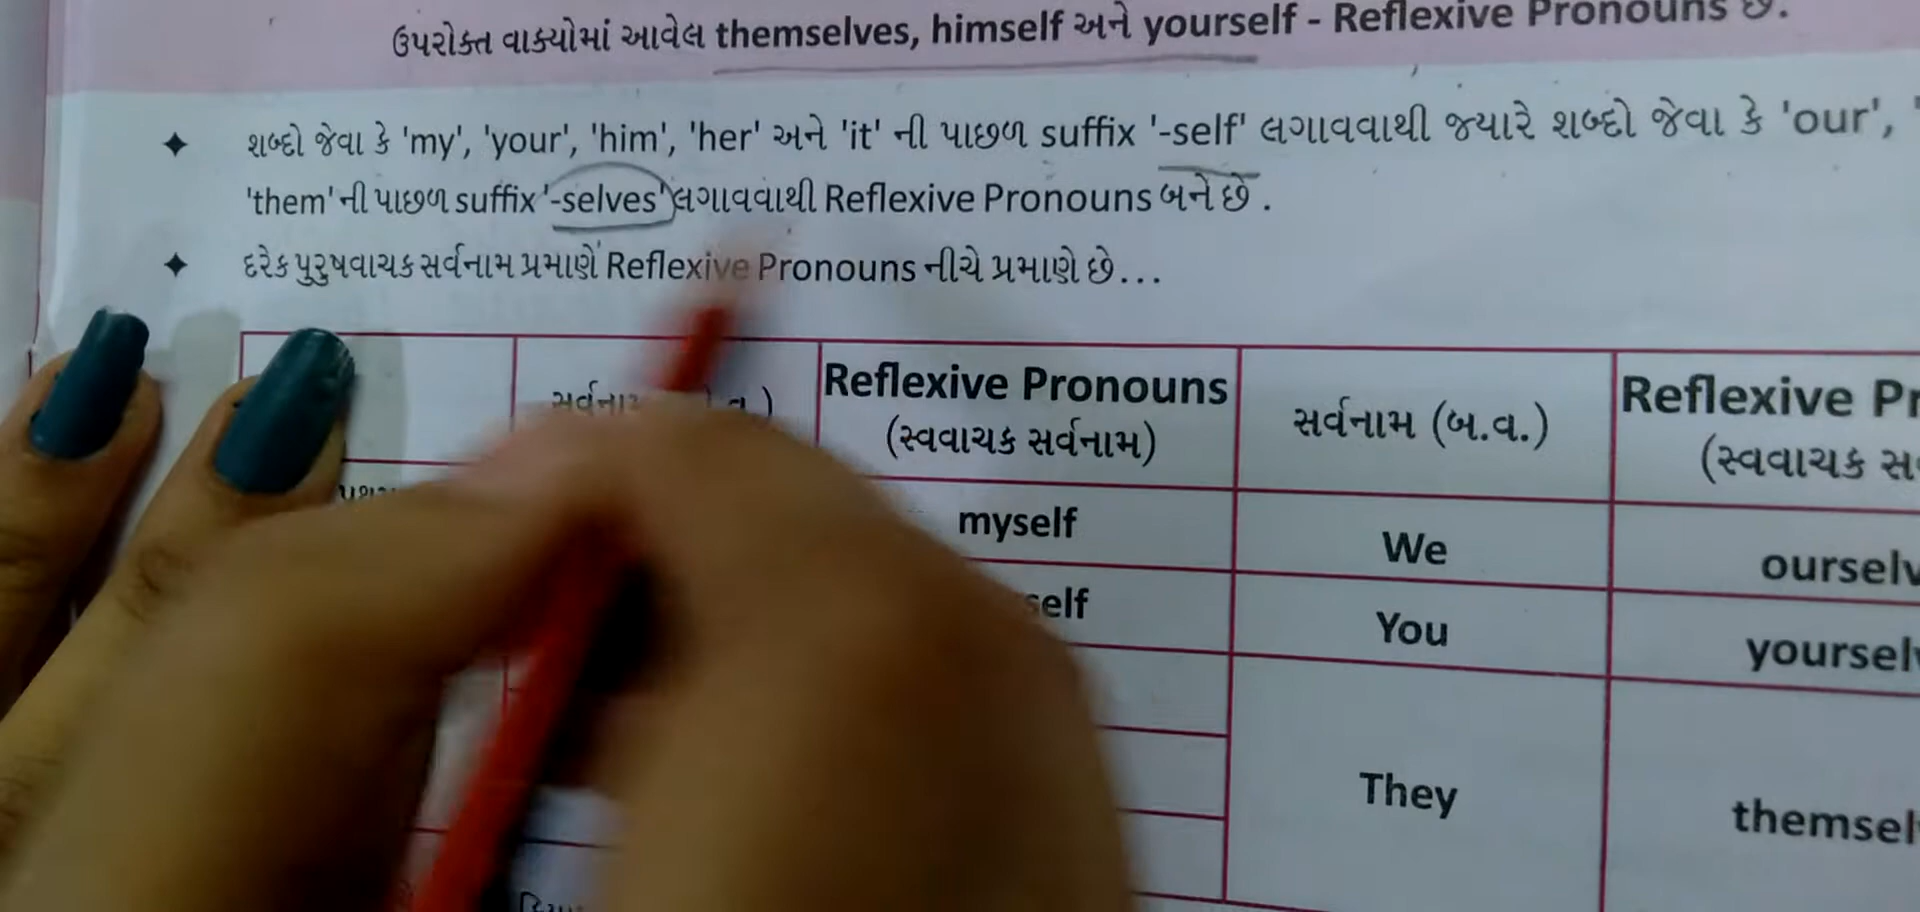 ઉપરોક્ત વાક્યોમાં આવેલ themselves, himself અને yourself - Reflexive Pronouns છે.
✦ શબ્દો જેવા કે 'my', 'your', 'him', 'her' અને 'it' ની પાછળ suffix '-self' લગાવવાથી જ્યારે શબ્દો જેવા કે 'our',
'them' ની પાછળ suffix '-selves' લગાવવાથી Reflexive Pronouns બને છે.
✦ દરેક પુરુષવાચક સર્વનામ પ્રમાણે Reflexive Pronouns નીચે પ્રમાણે છે...
Reflexive Pronouns
(સ્વવાચક સર્વનામ)
સર્વનામ (બ.વ.)
Reflexive
(સ્વવાચક
myself
We
You
They